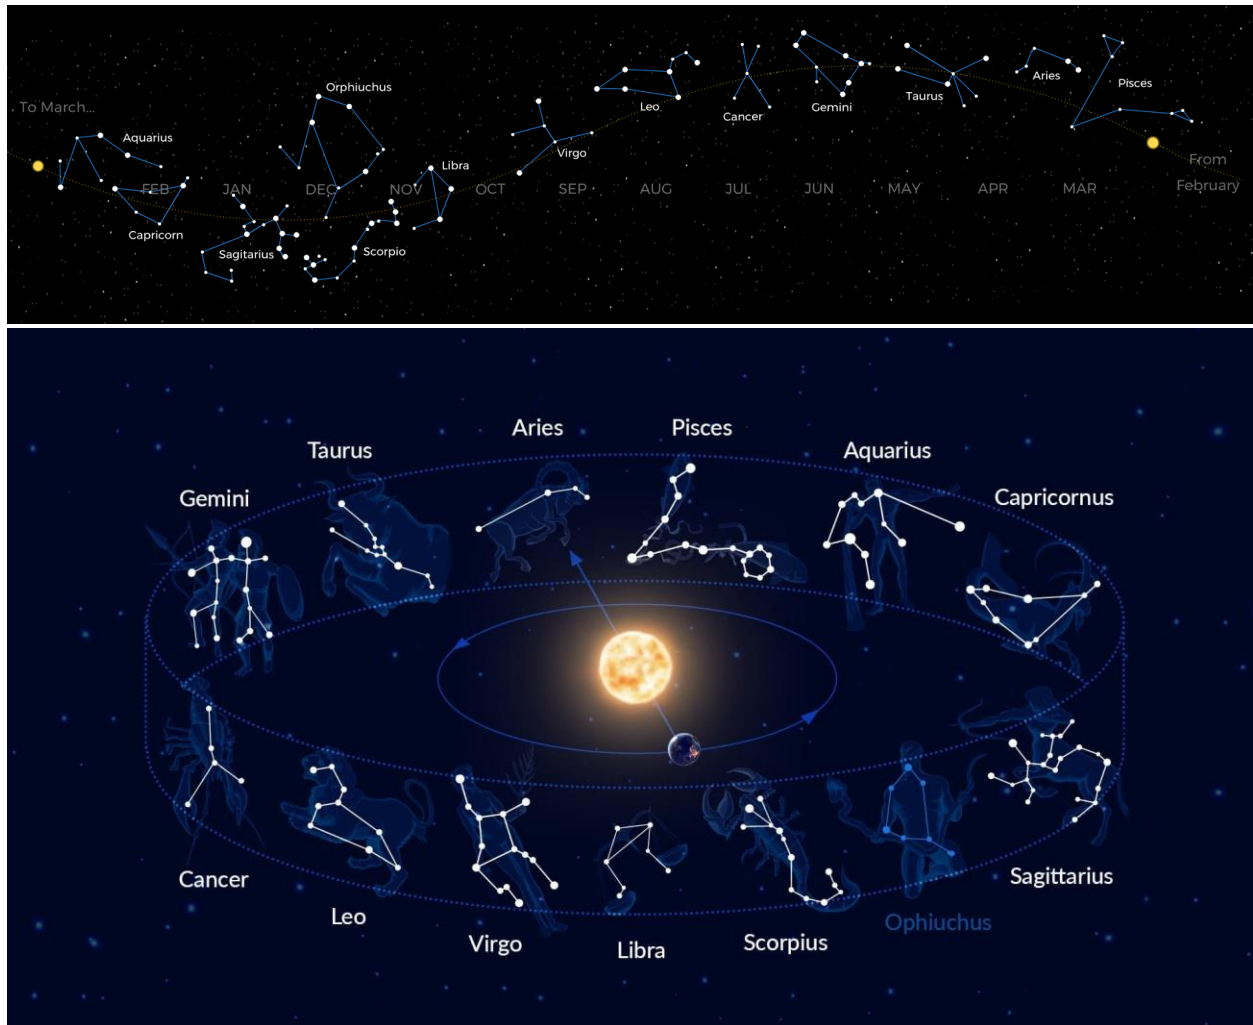 Orphiuchus
To March...
Aquarius
Libra
Virgo
Leo
Cancer
Gemini
Taurus
Aries
Pisces
From
February
FEB
JAN
DEC
NOV
OCT
SEP
AUG
JUL
JUN
MAY
APR
MAR
Capricorn
Sagitarius
Scorpio
Aries
Pisces
Taurus
Aquarius
Gemini
Capricornus
Cancer
Leo
Virgo
Libra
Scorpius
Ophiuchus
Sagittarius